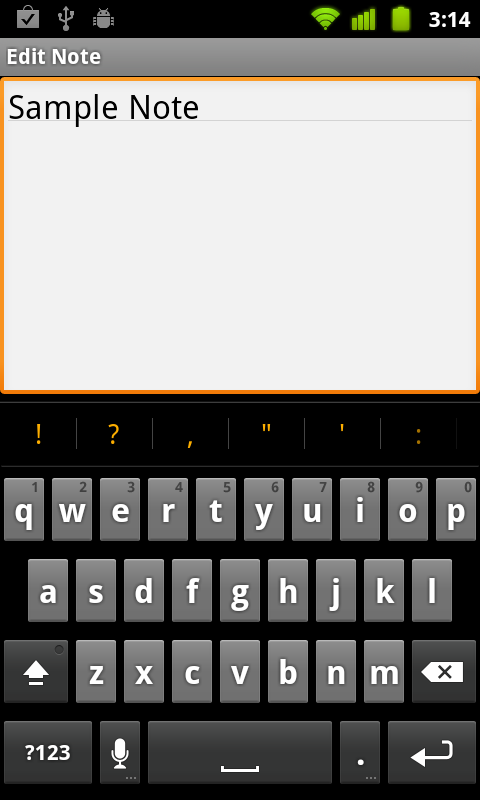 3:14
Edit Note
Sample Note
! ? , " ' :
1 2 3 4 5 6 7 8 9 0
q w e r t y u i o p
a s d f g h j k l
z x c v b n m
?123 .